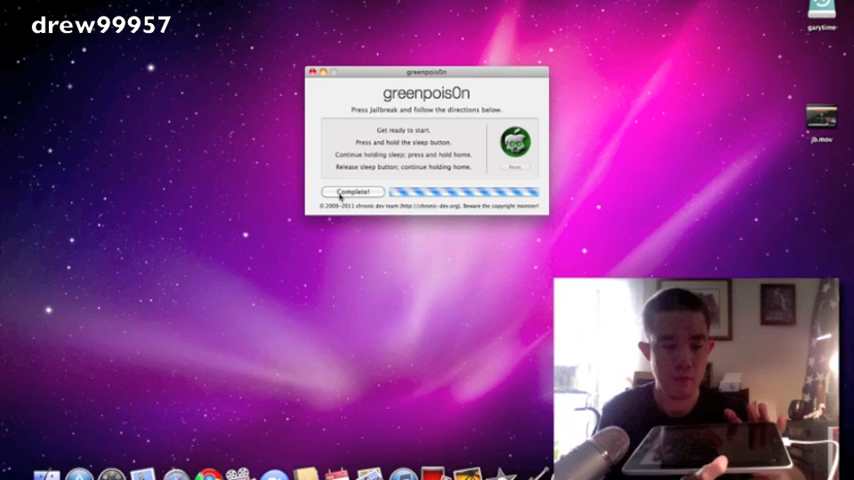 drew99957
garytime
jb.mov
greenpois0n
greenpois0n
Press Jailbreak and follow the directions below.
Get ready to start.
Press and hold the sleep button.
Continue holding sleep; press and hold home.
Release sleep button; continue holding home.
Reset
Complete!
© 2009-2011 chronic dev team (http://chronic-dev.org). Beware the copyright monster!